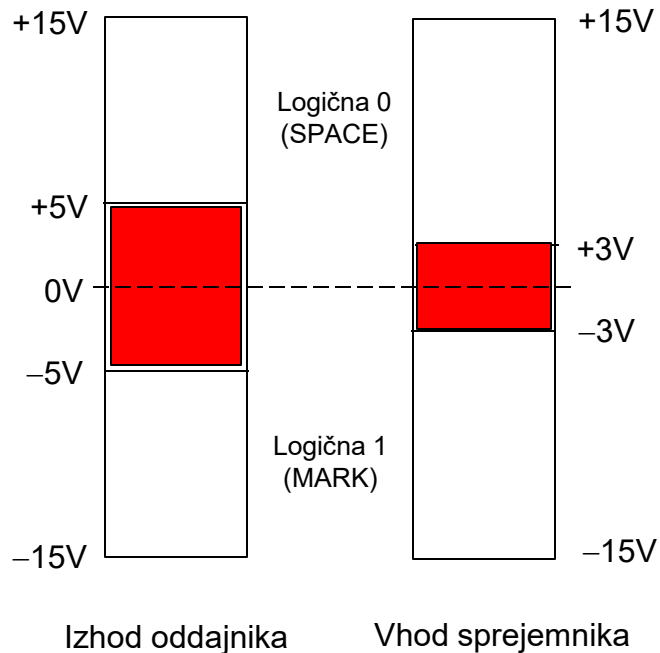 +15V
+15V
Logična 0
(SPACE)
+5V
+3V
0V
−3V
−5V
Logična 1
(MARK)
−15V
−15V
Izhod oddajnika
Vhod sprejemnika